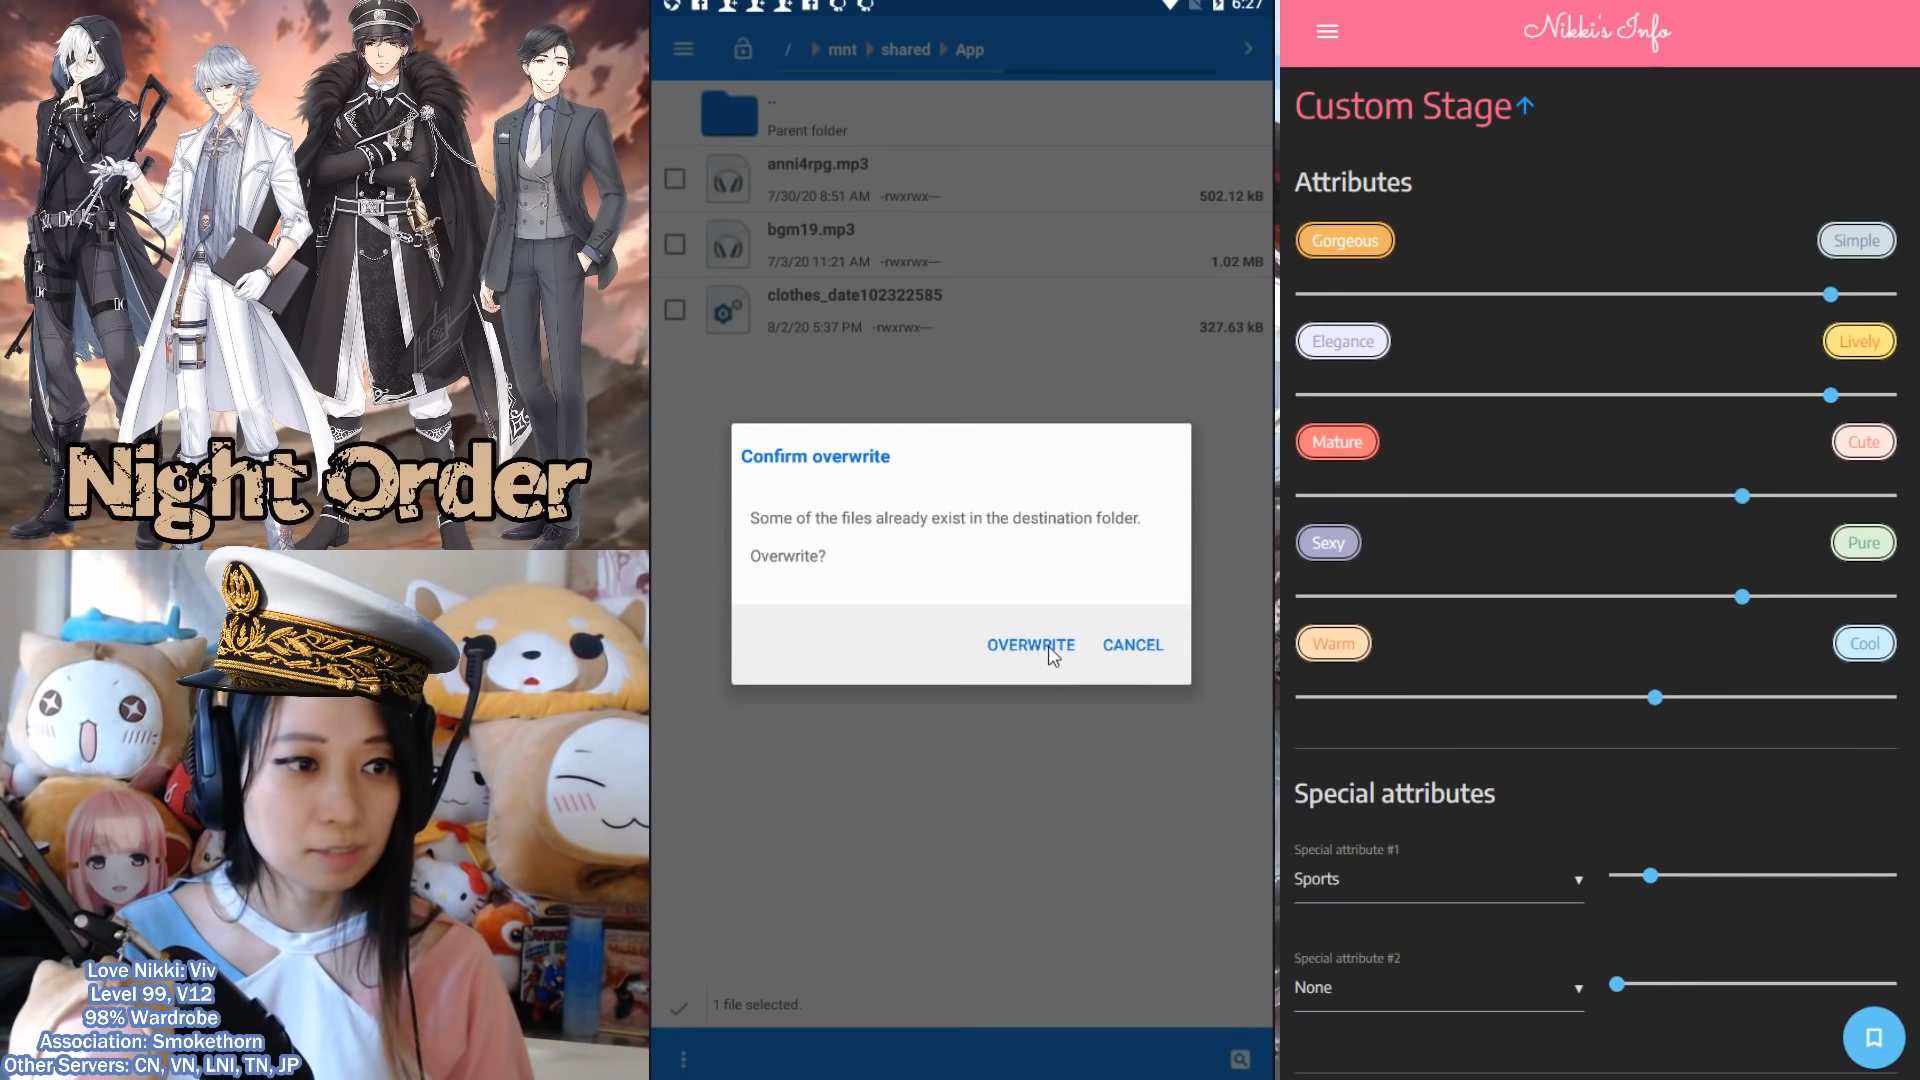 Night Order
Love Nikki: Viv
Level 99, V12
98% Wardrobe
Association: Smokethorn
Other Servers: CN, VN, LNI, TN, JP
6:27
/ mnt shared App
..
Parent folder
anni4rpg.mp3
7/30/20 8:51 AM -rwxrwx---
502.12 kB
bgm19.mp3
7/3/20 11:21 AM -rwxrwx---
1.02 MB
clothes_date102322585
8/2/20 5:37 PM -rwxrwx---
327.63 kB
Confirm overwrite
Some of the files already exist in the destination folder.
Overwrite?
OVERWRITE CANCEL
1 file selected.
Nikki's Info
Custom Stage
Attributes
Gorgeous Simple
Elegance Lively
Mature Cute
Sexy Pure
Warm Cool
Special attributes
Special attribute #1
Sports
Special attribute #2
None